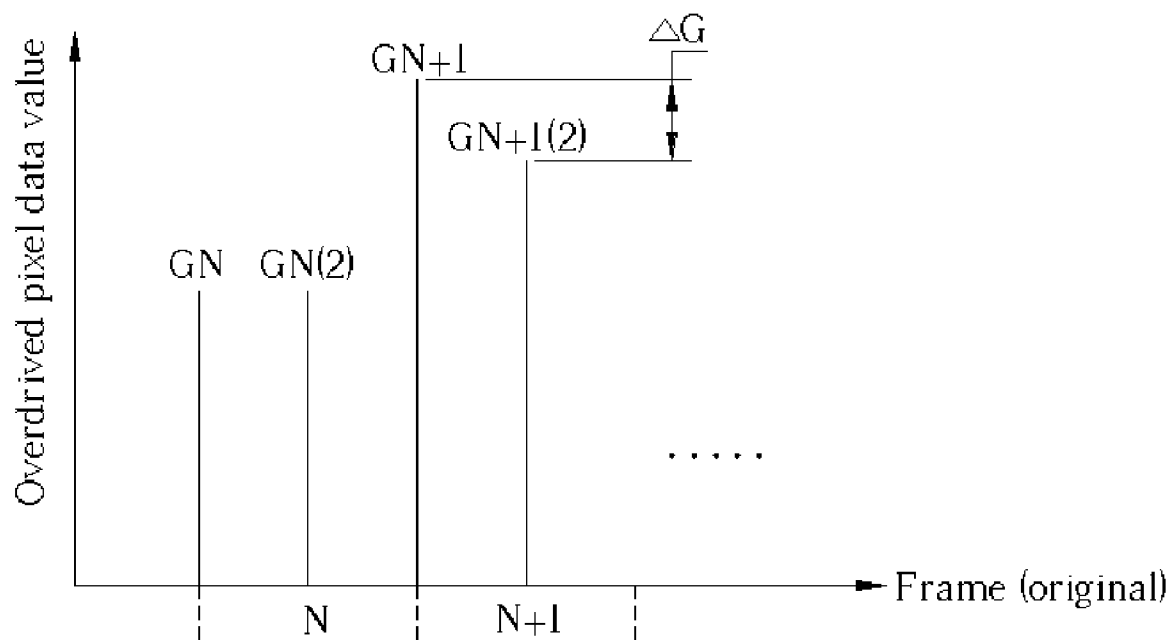 △G
GN+1
GN+1(2)
GN GN(2)
Overdrived pixel data value
.....
Frame (original)
N N+1